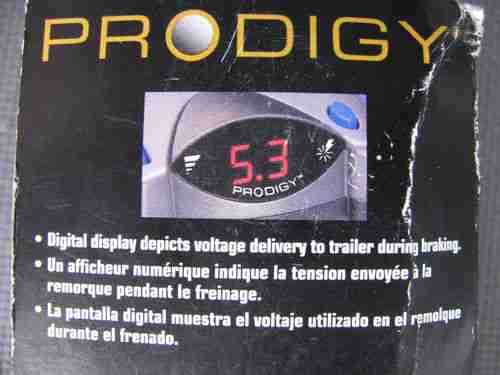 PRODIGY
5.3
PRODIGY™
• Digital display depicts voltage delivery to trailer during braking.
• Un afficheur numérique indique la tension envoyée à la
remorque pendant le freinage.
• La pantalla digital muestra el voltaje utilizado en el remolque
durante el frenado.